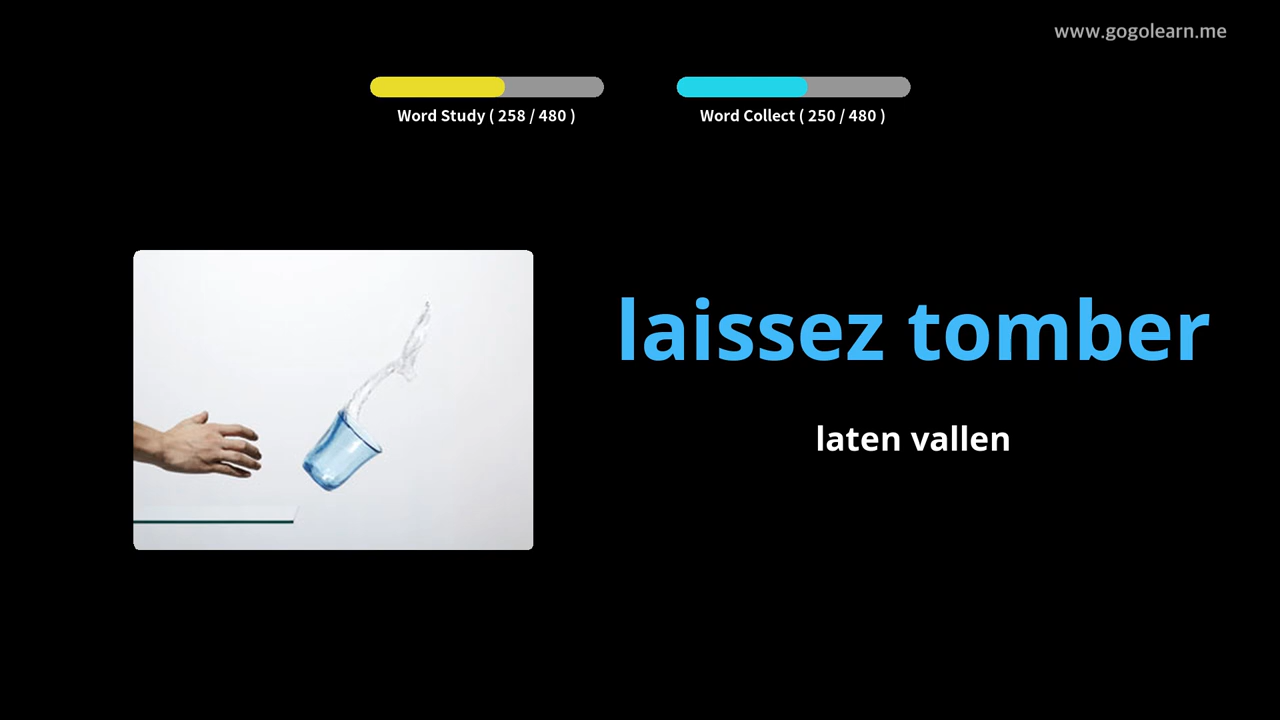 www.gogolearn.me
Word Study ( 258 / 480 )
Word Collect ( 250 / 480 )
laissez tomber
laten vallen